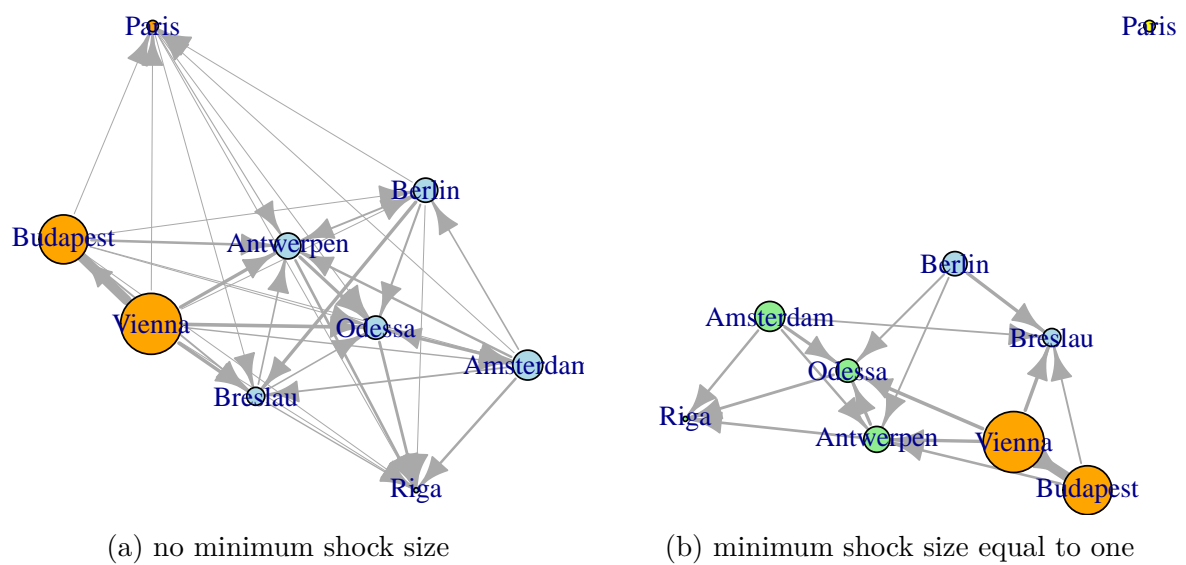 Paris
Berlin
Budapest
Antwerpen
Vienna
Odessa
Amsterdam
Breslau
Riga
(a) no minimum shock size
Paris
Berlin
Amsterdam
Breslau
Odessa
Riga
Antwerpen
Vienna
Budapest
(b) minimum shock size equal to one